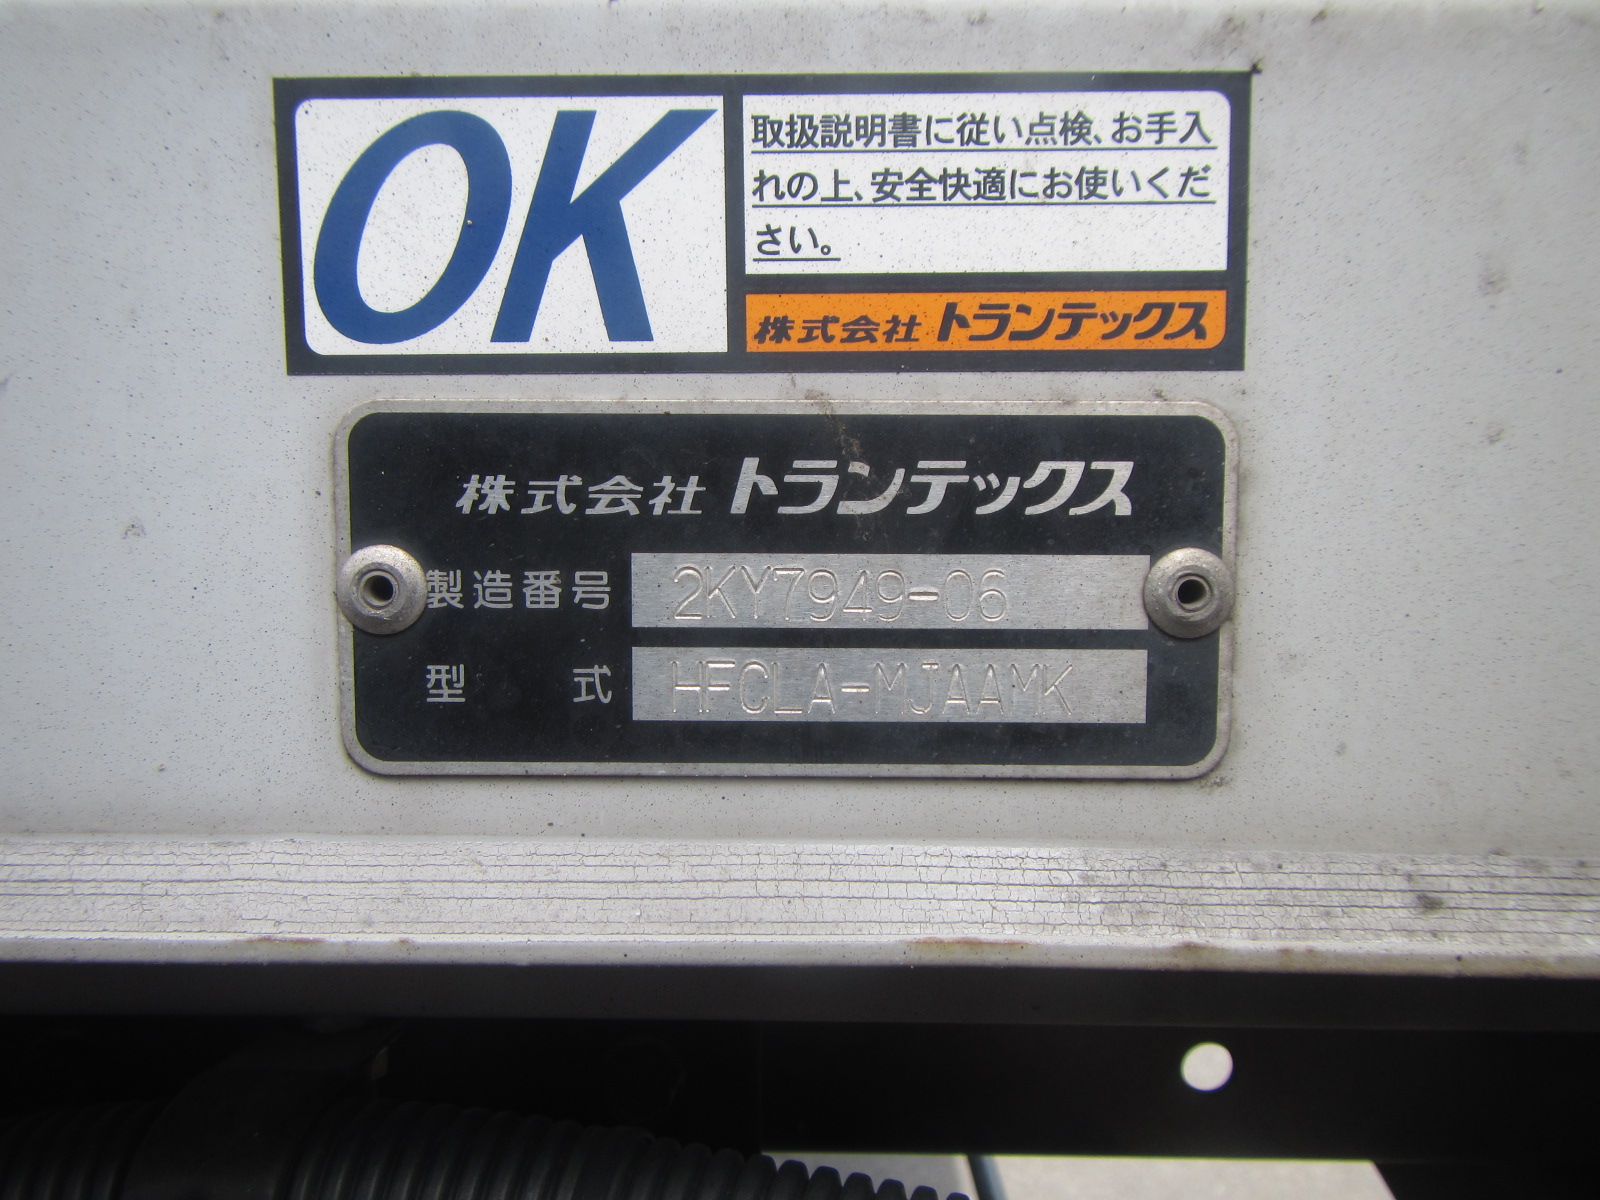 OK
取扱説明書に従い点検、お手入
れの上、安全快適にお使いくだ
さい。
株式会社トランテックス
株式会社トランテックス
製造番号 2KY7949-06
型式 HFCLA-MJAAMK